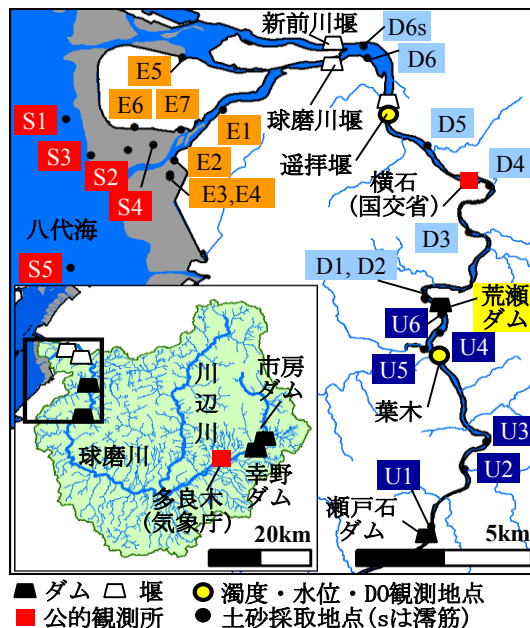 新前川堰
D6s
D6
E5
E6
E7
球磨川堰
S1
E1
遥拝堰
D5
S3
S2
E2
横石
(国交省)
D4
S4
E3,E4
八代海
D3
S5
D1, D2
荒瀬
ダム
U6
U5
U4
葉木
市房
ダム
川辺川
球磨川
幸野
ダム
多良木
(気象庁)
20km
U3
U2
U1
瀬戸石
ダム
5km
ダム 堰 濁度・水位・DO観測地点
公的観測所 土砂採取地点(sは澪筋)